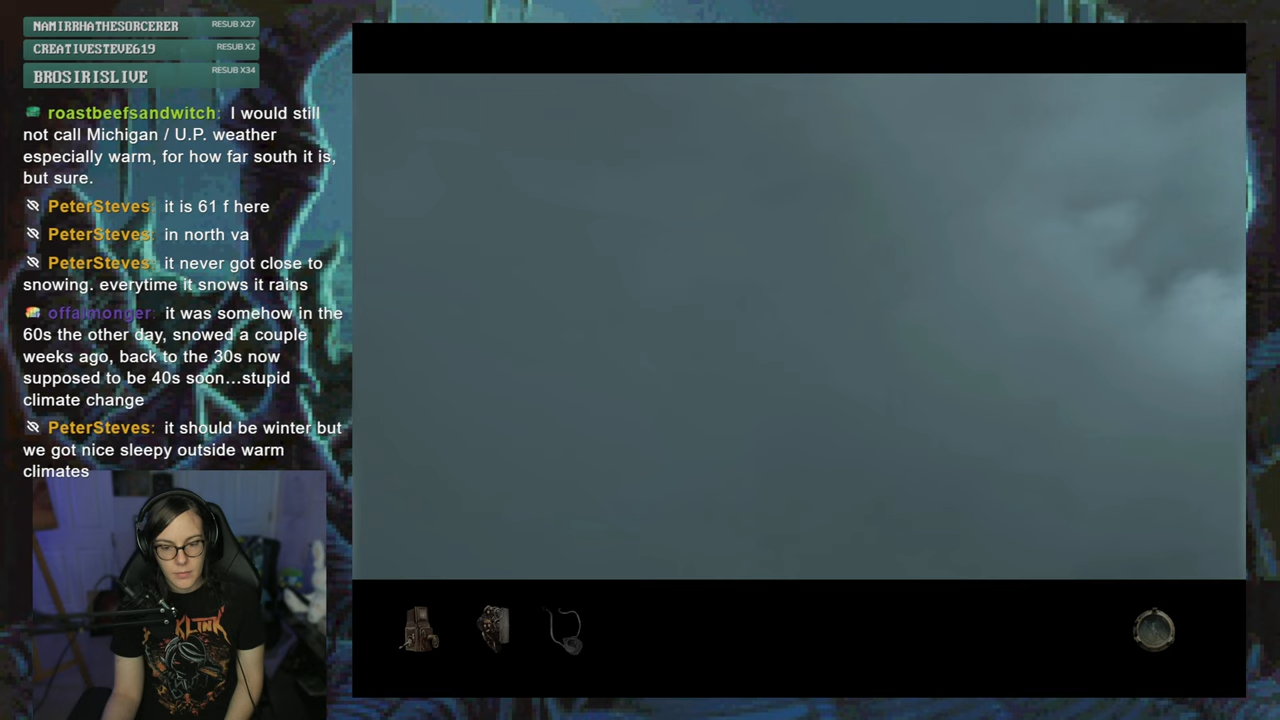 NAMIRRHATHESORCERER RESUB X27
CREATIVESTEVE619 RESUB X2
BROSIRISLIVE RESUB X34
roastbeefsandwitch: I would still
not call Michigan / U.P. weather
especially warm, for how far south it is,
but sure.
PeterSteves: it is 61 f here
PeterSteves: in north va
PeterSteves: it never got close to
snowing. everytime it snows it rains
offalmonger: it was somehow in the
60s the other day, snowed a couple
weeks ago, back to the 30s now
supposed to be 40s soon...stupid
climate change
PeterSteves: it should be winter but
we got nice sleepy outside warm
climates